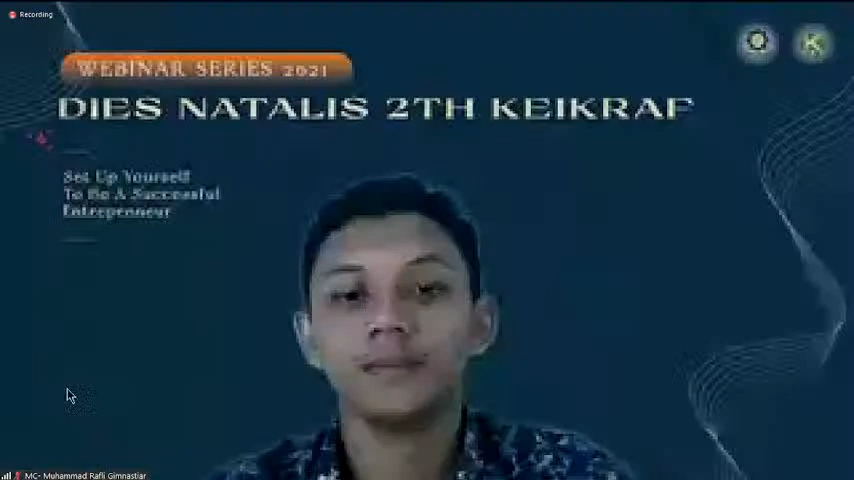 Recording
WEBINAR SERIES 2021
DIES NATALIS 2TH KEIKRAF
Set Up Yourself
To Be A Successful
Entrepreneur
MC- Muhammad Rafli Gimnastiar